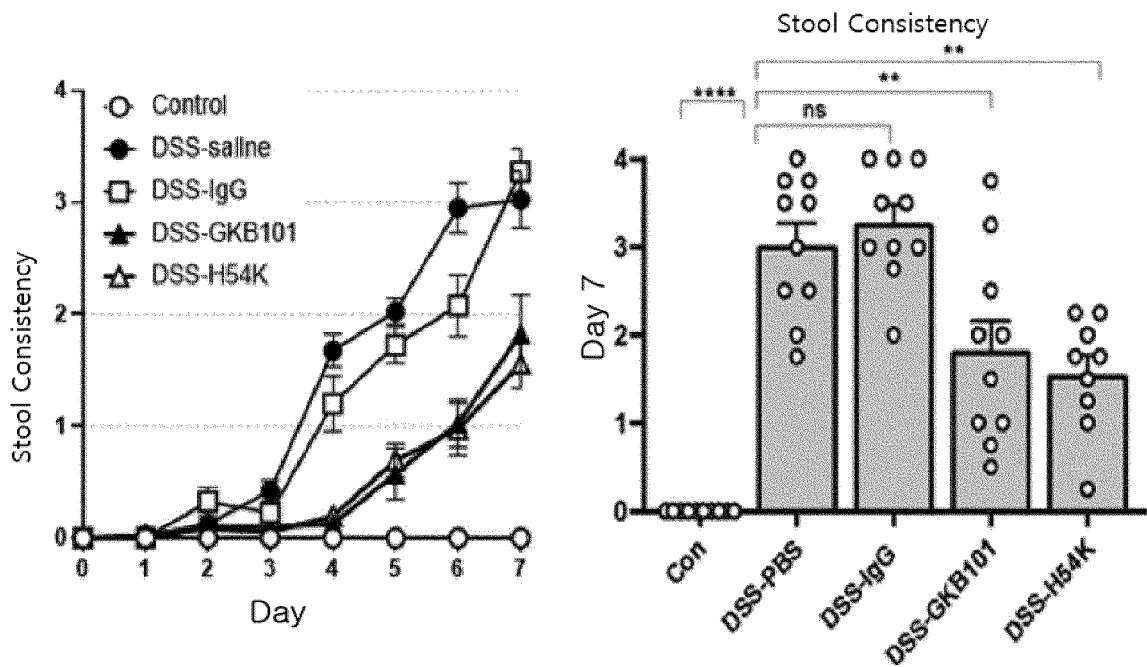 Stool Consistency
4
3
2
1
0
Control
DSS-saline
DSS-IgG
DSS-GKB101
DSS-H54K
0 1 2 3 4 5 6 7
Day
Stool Consistency
**
**
****
ns
Day 7
4
3
2
1
0
Con
DSS-PBS
DSS-IgG
DSS-GKB101
DSS-H54K